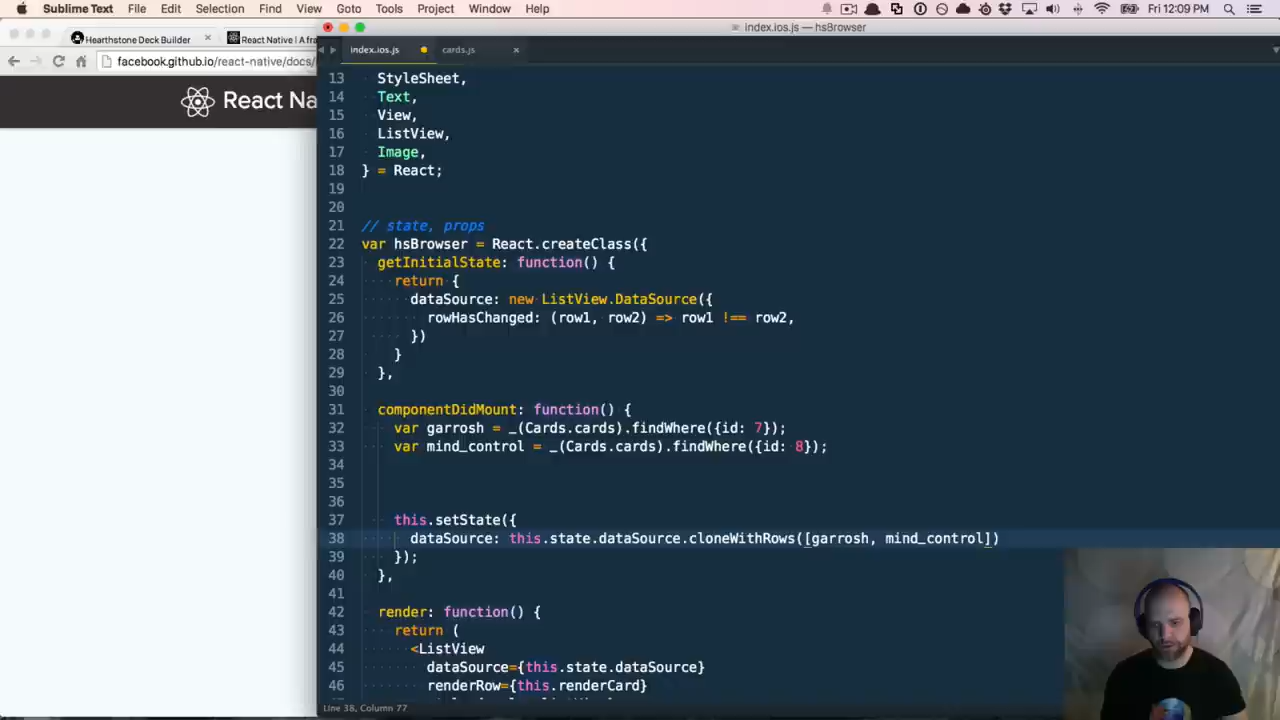 Sublime Text File Edit Selection Find View Goto Tools Project Window Help Fri 12:09 PM
index.ios.js — hsBrowser
Hearthstone Deck Builder × React Native | A fra
index.ios.js cards.js ×
facebook.github.io/react-native/docs/
React Na
13 StyleSheet,
14 Text,
15 View,
16 ListView,
17 Image,
18 } = React;
19
20
21 // state, props
22 var hsBrowser = React.createClass({
23 getInitialState: function() {
24 return {
25 dataSource: new ListView.DataSource({
26 rowHasChanged: (row1, row2) => row1 !== row2,
27 })
28 }
29 },
30
31 componentDidMount: function() {
32 var garrosh = _(Cards.cards).findWhere({id: 7});
33 var mind_control = _(Cards.cards).findWhere({id: 8});
34
35
36
37 this.setState({
38 dataSource: this.state.dataSource.cloneWithRows([garrosh, mind_control])
39 });
40 },
41
42 render: function() {
43 return (
44 <ListView
45 dataSource={this.state.dataSource}
46 renderRow={this.renderCard}
Line 38, Column 77